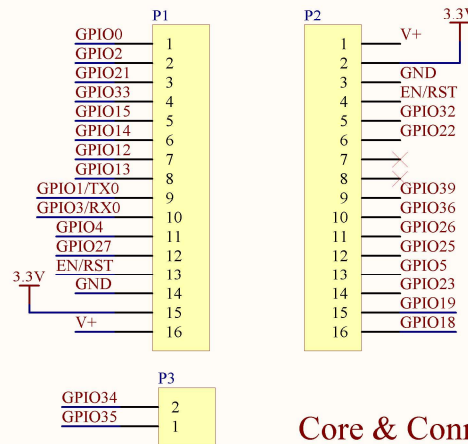 P1
GPIO0 1
GPIO2 2
GPIO21 3
GPIO33 4
GPIO15 5
GPIO14 6
GPIO12 7
GPIO13 8
GPIO1/TX0 9
GPIO3/RX0 10
GPIO4 11
GPIO27 12
EN/RST 13
GND 14
3.3V 15
V+ 16
P2
1 V+
2 3.3V
3 GND
4 EN/RST
5 GPIO32
6 GPIO22
7
8
9 GPIO39
10 GPIO36
11 GPIO26
12 GPIO25
13 GPIO5
14 GPIO23
15 GPIO19
16 GPIO18
P3
GPIO34 2
GPIO35 1
Core &